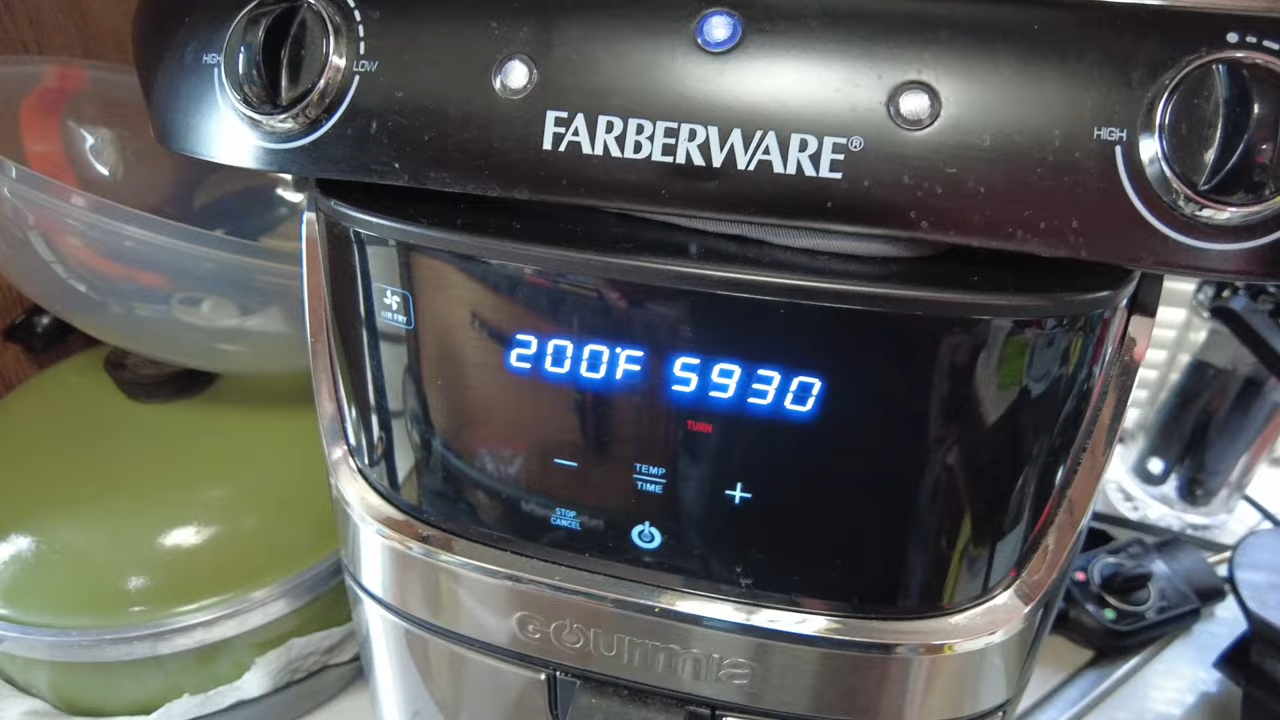 HIGH
LOW
HIGH
FARBERWARE®
AIR FRY
200°F 5930
TURN
— TEMP
TIME +
STOP
CANCEL
GOURMIA